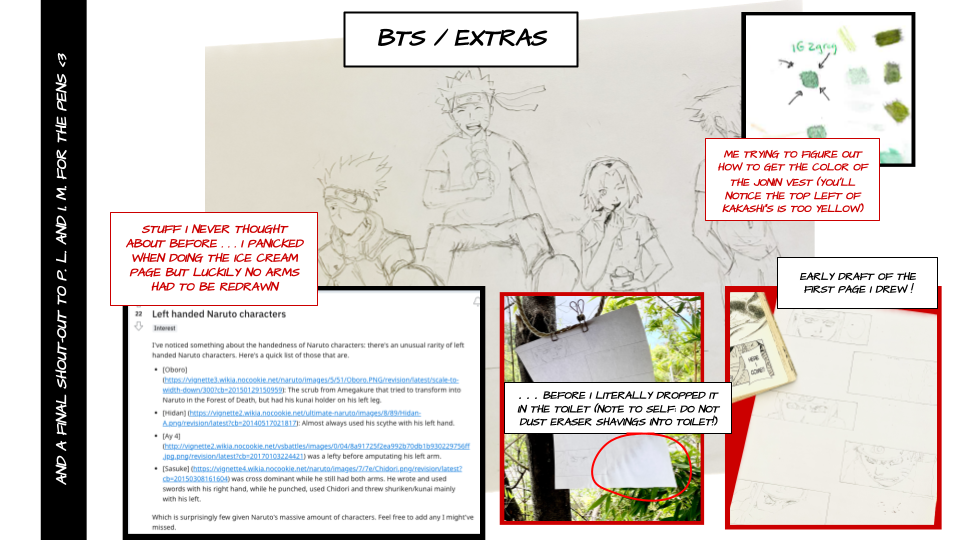 BTS / EXTRAS
AND A FINAL SHOUT-OUT TO P. L. AND I. M. FOR THE PENS <3
IG Zgrig
ME TRYING TO FIGURE OUT
HOW TO GET THE COLOR OF
THE JONIN VEST (YOU'LL
NOTICE THE TOP LEFT OF
KAKASHI'S IS TOO YELLOW)
STUFF I NEVER THOUGHT
ABOUT BEFORE . . . I PANICKED
WHEN DOING THE ICE CREAM
PAGE BUT LUCKILY NO ARMS
HAD TO BE REDRAWN
22
Left handed Naruto characters
Interest
I've noticed something about the handedness of Naruto characters: there's an unusual rarity of left
handed Naruto characters. Here's a quick list of those that are.
• [Oboro]
(https://vignette3.wikia.nocookie.net/naruto/images/5/51/Oboro.PNG/revision/latest/scale-to-
width-down/300?cb=20150129150959): The scrub from Amegakure that tried to transform into
Naruto in the Forest of Death, but had his kunai holder on his left leg.
• [Hidan] (https://vignette2.wikia.nocookie.net/ultimate-naruto/images/8/89/Hidan-
A.png/revision/latest?cb=20140517021817): Almost always used his scythe with his left hand.
• [Ay 4]
(http://vignette2.wikia.nocookie.net/vsbattles/images/0/04/8a91725f2ea992b70db1b930229756ff
.jpg.png/revision/latest?cb=20170103224421) was a lefty before amputating his left arm.
• [Sasuke] (https://vignette4.wikia.nocookie.net/naruto/images/7/7e/Chidori.png/revision/latest?
cb=20150308161604) was cross dominant while he still had both arms. He wrote and used
swords with his right hand, while he punched, used Chidori and threw shuriken/kunai mainly
with his left.
Which is surprisingly few given Naruto's massive amount of characters. Feel free to add any I might've
missed.
. . . BEFORE I LITERALLY DROPPED IT
IN THE TOILET (NOTE TO SELF: DO NOT
DUST ERASER SHAVINGS INTO TOILET!)
EARLY DRAFT OF THE
FIRST PAGE I DREW !
HERE